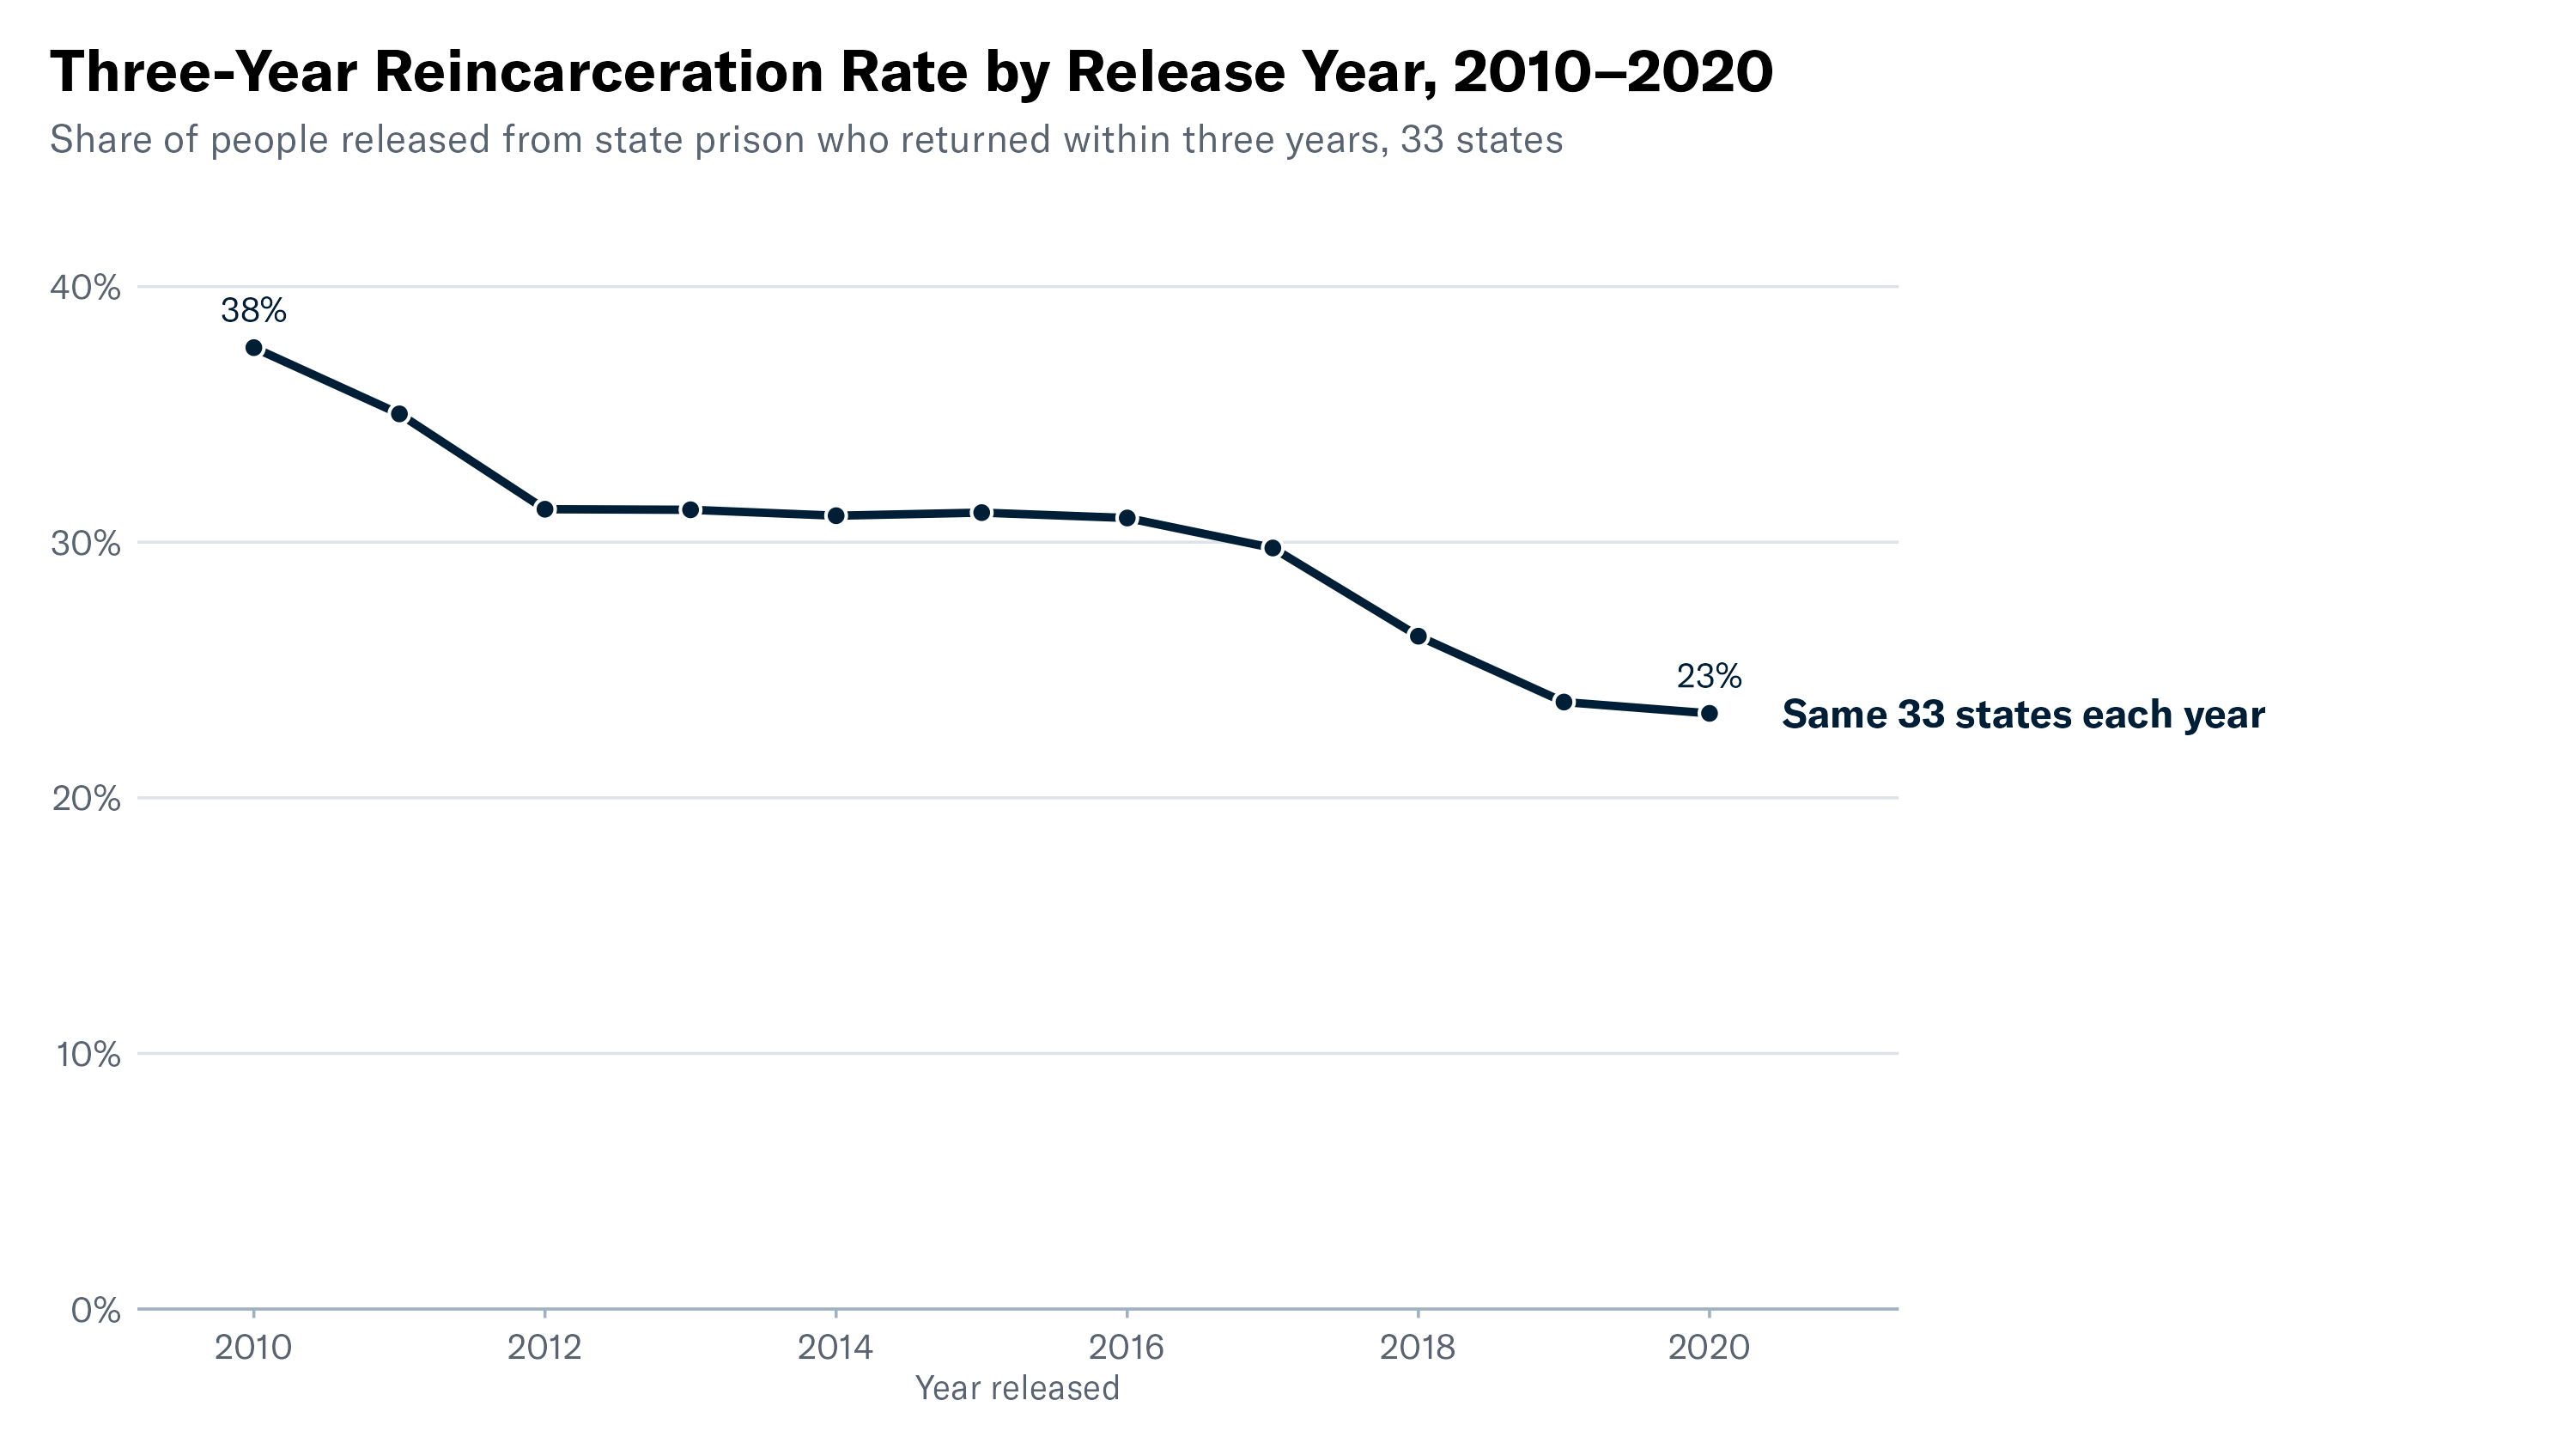 Three-Year Reincarceration Rate by Release Year, 2010–2020
Share of people released from state prison who returned within three years, 33 states
40%
38%
30%
23%
Same 33 states each year
20%
10%
0%
2010 2012 2014 2016 2018 2020
Year released